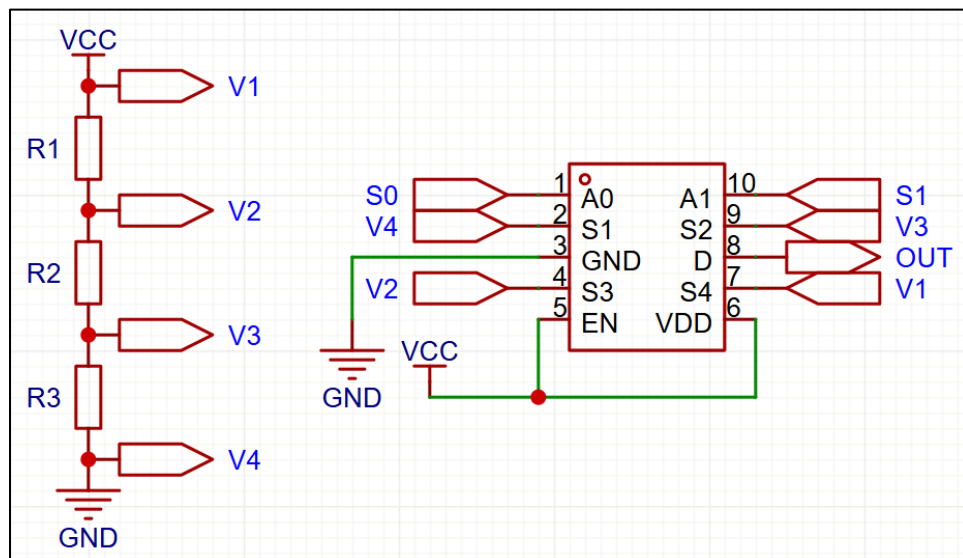 VCC
V1
R1
V2
R2
V3
R3
V4
GND
S0 1 A0 A1 10 S1
V4 2 S1 S2 9 V3
3 GND D 8 OUT
V2 4 S3 S4 7 V1
5 EN VDD 6
VCC
GND